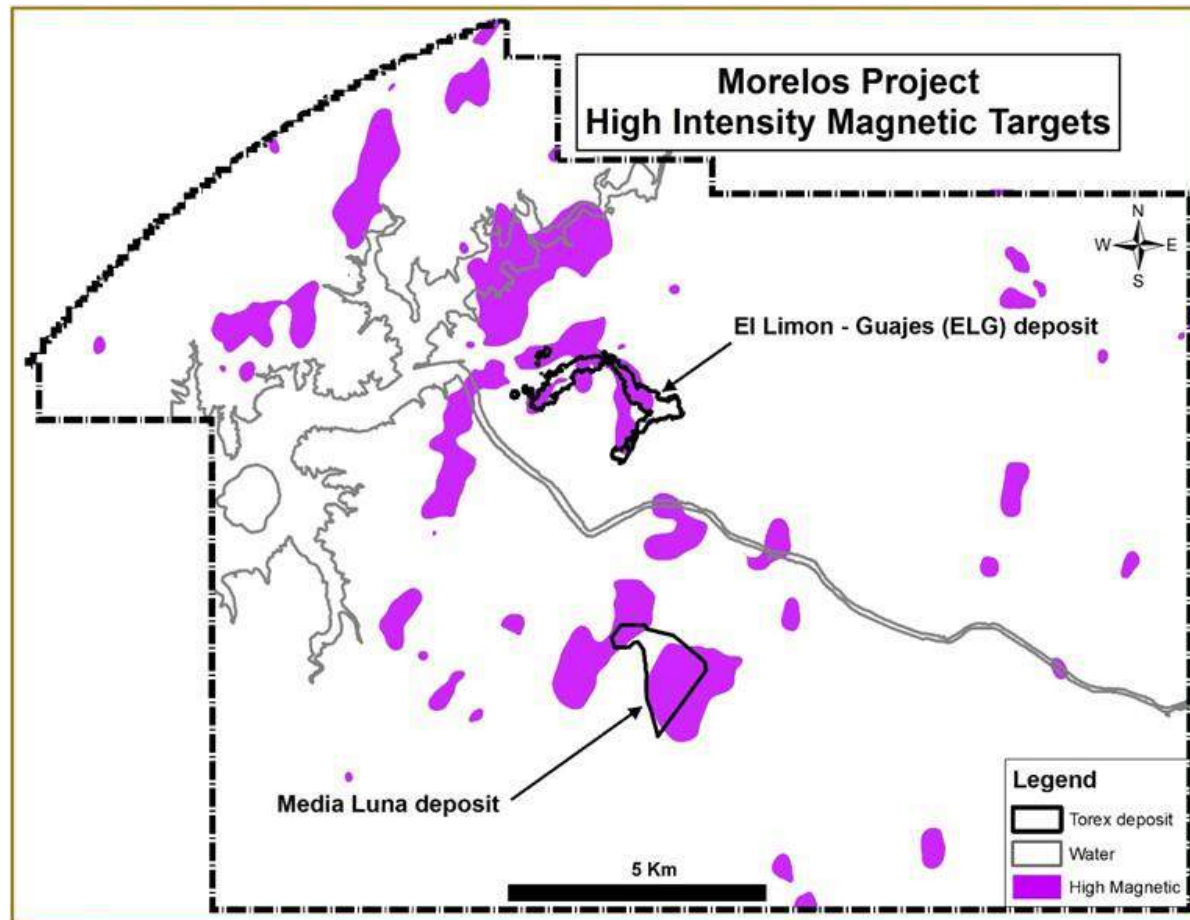 Morelos Project
High Intensity Magnetic Targets
N
W E
S
El Limon - Guajes (ELG) deposit
Media Luna deposit
5 Km
Legend
Torex deposit
Water
High Magnetic